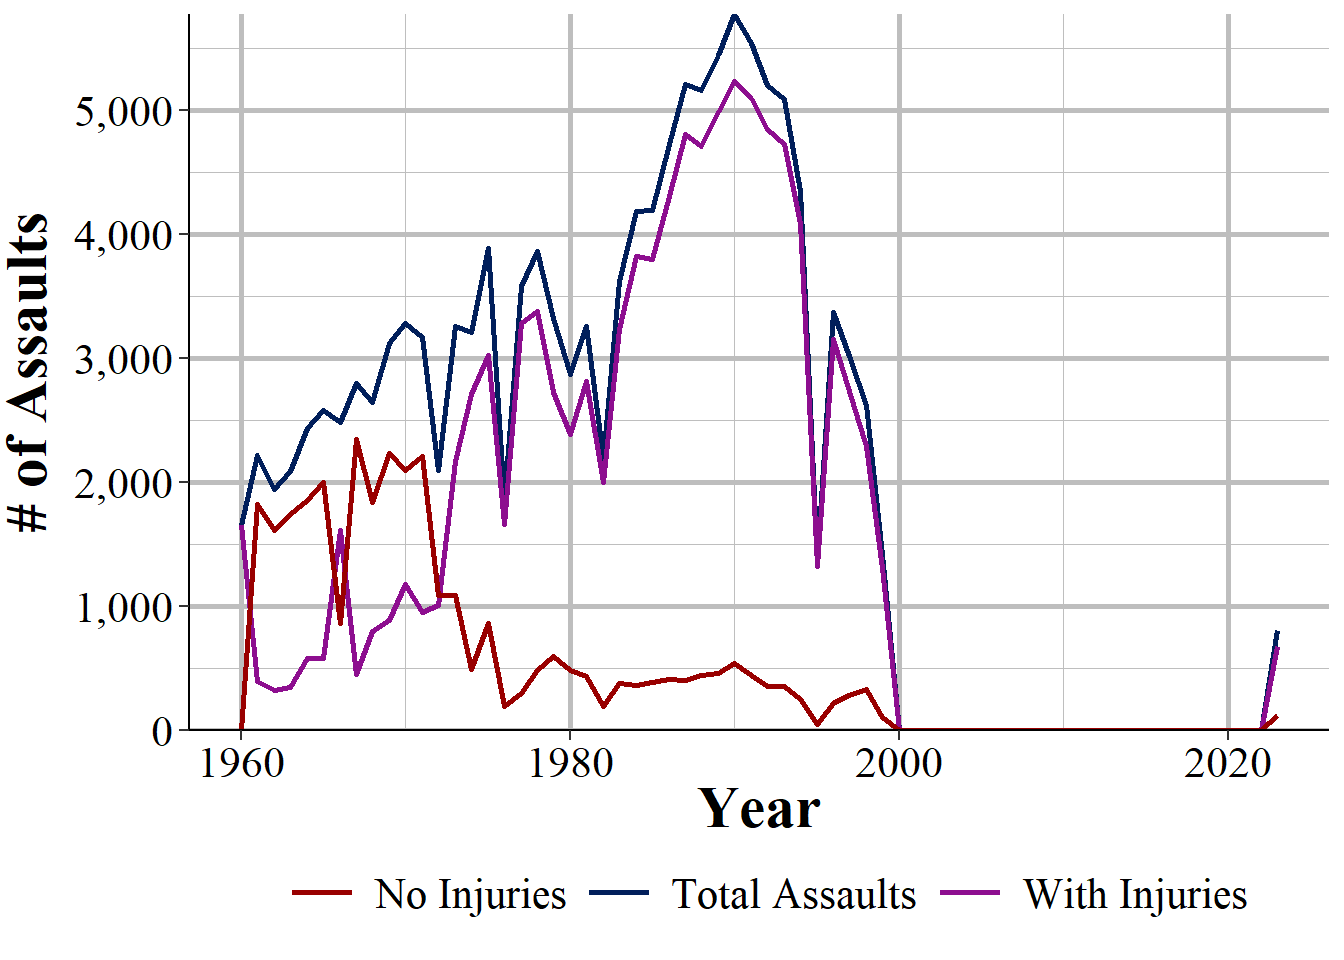 # of Assaults
5,000
4,000
3,000
2,000
1,000
0
1960 1980 2000 2020
Year
No Injuries Total Assaults With Injuries